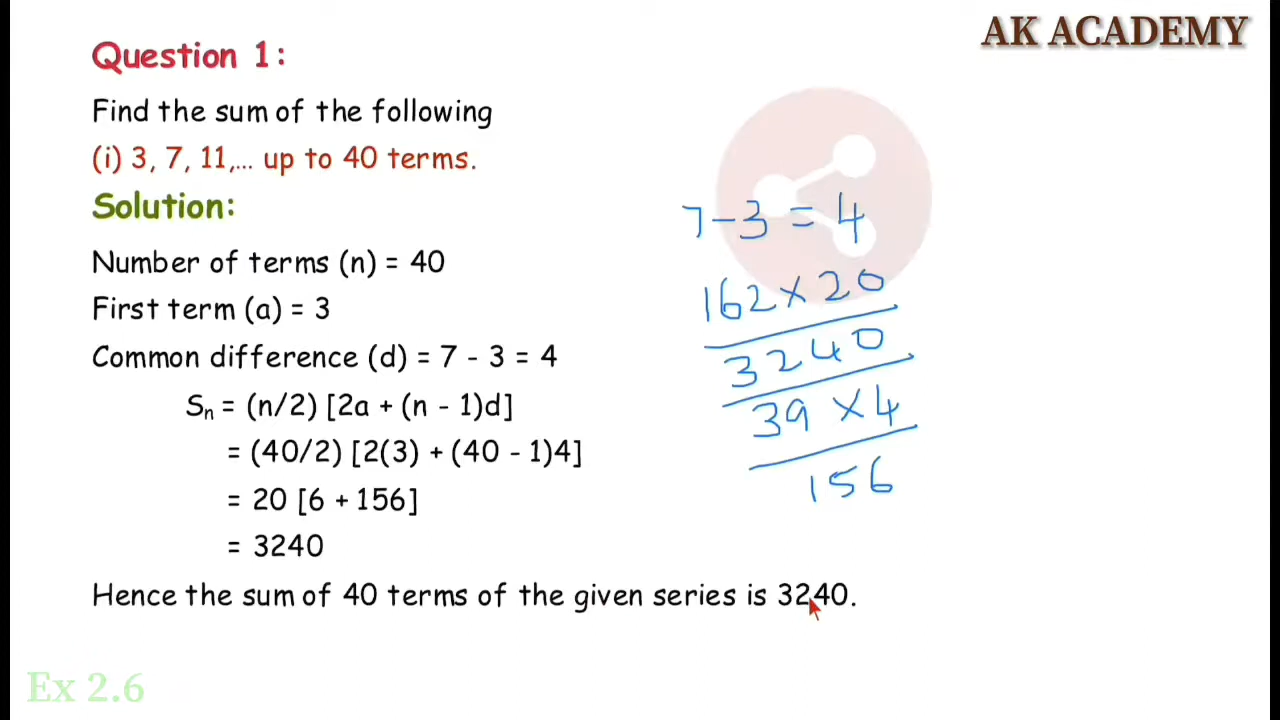 AK ACADEMY
Question 1:
Find the sum of the following
(i) 3, 7, 11,... up to 40 terms.
Solution:
Number of terms (n) = 40
First term (a) = 3
Common difference (d) = 7 - 3 = 4
Sₙ = (n/2) [2a + (n - 1)d]
= (40/2) [2(3) + (40 - 1)4]
= 20 [6 + 156]
= 3240
Hence the sum of 40 terms of the given series is 3240.
7 - 3 = 4
162 × 20
3240
39 × 4
156
Ex 2.6